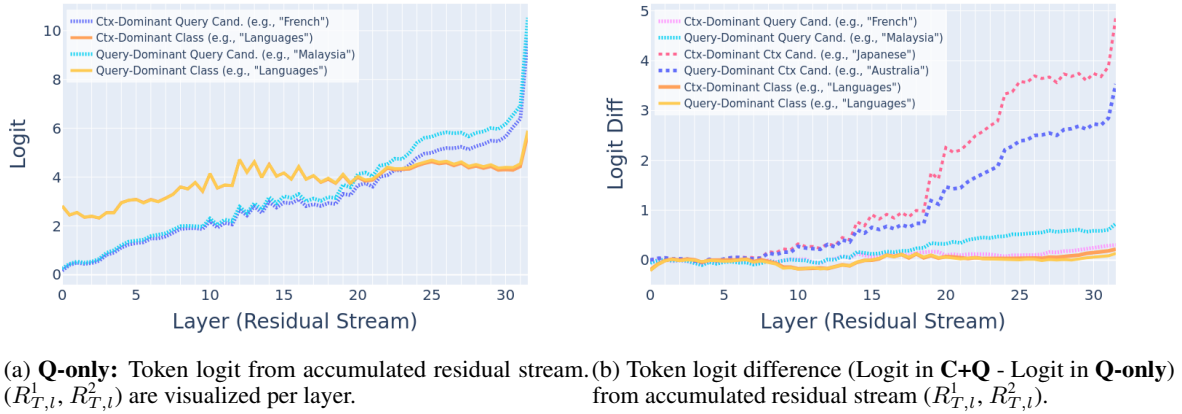 Ctx-Dominant Query Cand. (e.g., "French")
Ctx-Dominant Class (e.g., "Languages")
Query-Dominant Query Cand. (e.g., "Malaysia")
Query-Dominant Class (e.g., "Languages")
10
8
6
4
2
0
Logit
0 5 10 15 20 25 30
Layer (Residual Stream)
Ctx-Dominant Query Cand. (e.g., "French")
Query-Dominant Query Cand. (e.g., "Malaysia")
Ctx-Dominant Ctx Cand. (e.g., "Japanese")
Query-Dominant Ctx Cand. (e.g., "Australia")
Ctx-Dominant Class (e.g., "Languages")
Query-Dominant Class (e.g., "Languages")
5
4
3
2
1
0
Logit Diff
0 5 10 15 20 25 30
Layer (Residual Stream)
(a) Q-only: Token logit from accumulated residual stream.
($R^1_{T,l}$, $R^2_{T,l}$) are visualized per layer.
(b) Token logit difference (Logit in C+Q - Logit in Q-only)
from accumulated residual stream ($R^1_{T,l}$, $R^2_{T,l}$).